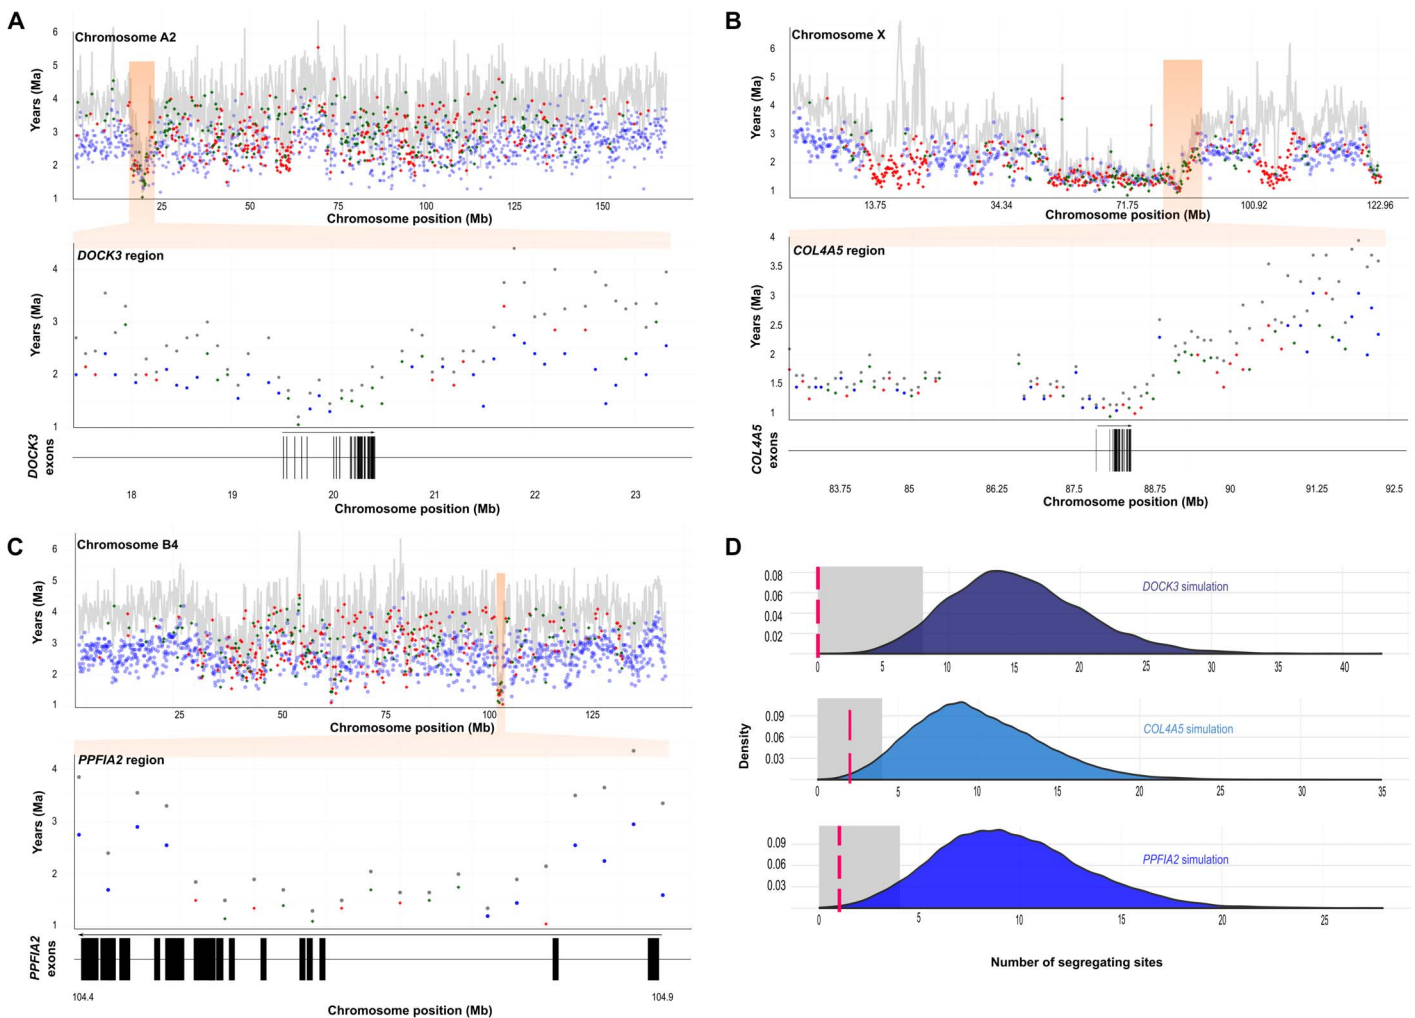 A
Chromosome A2
Years (Ma)
6
5
4
3
2
1
25 50 75 100 125 150
Chromosome position (Mb)
DOCK3 region
Years (Ma)
4
3
2
1
DOCK3
exons
18 19 20 21 22 23
Chromosome position (Mb)
B
Chromosome X
Years (Ma)
6
5
4
3
2
1
13.75 34.34 71.75 100.92 122.96
Chromosome position (Mb)
COL4A5 region
Years (Ma)
4
3.5
3
2.5
2
1.5
1
COL4A5
exons
83.75 85 86.25 87.5 88.75 90 91.25 92.5
Chromosome position (Mb)
C
Chromosome B4
Years (Ma)
6
5
4
3
2
1
25 50 75 100 125
Chromosome position (Mb)
PPFIA2 region
Years (Ma)
4
3
2
1
PPFIA2
exons
104.4 104.9
Chromosome position (Mb)
D
DOCK3 simulation
0.08
0.06
0.04
0.02
0 5 10 15 20 25 30 35 40
Density
COL4A5 simulation
0.09
0.06
0.03
0 5 10 15 20 25 30 35
PPFIA2 simulation
0.09
0.06
0.03
0 5 10 15 20 25
Number of segregating sites